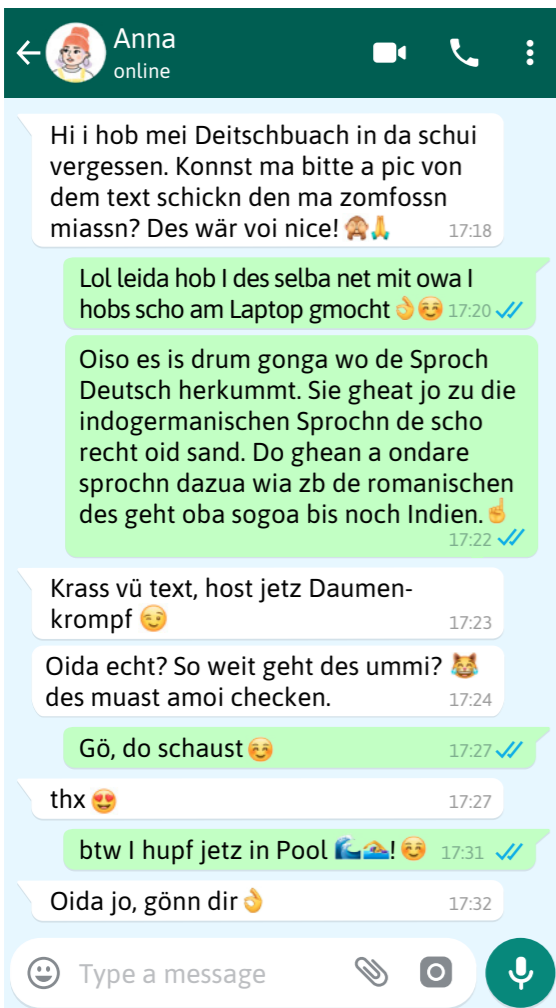 Anna
online
Hi i hob mei Deitschbuach in da schui
vergessen. Konnst ma bitte a pic von
dem text schickn den ma zomfossn
miassn? Des wär voi nice! 🙈🙏 17:18
Lol leida hob I des selba net mit owa I
hobs scho am Laptop gmocht 👌☺️ 17:20
Oiso es is drum gonga wo de Sproch
Deutsch herkummt. Sie gheat jo zu die
indogermanischen Sprochn de scho
recht oid sand. Do ghean a ondare
sprochn dazua wia zb de romanischen
des geht oba sogoa bis noch Indien.☝️
17:22
Krass vü text, host jetz Daumen-
krompf 😉 17:23
Oida echt? So weit geht des ummi? 😹
des muast amoi checken. 17:24
Gö, do schaust ☺️ 17:27
thx 😍 17:27
btw I hupf jetz in Pool 🌊🏊! ☺️ 17:31
Oida jo, gönn dir 👌 17:32
Type a message